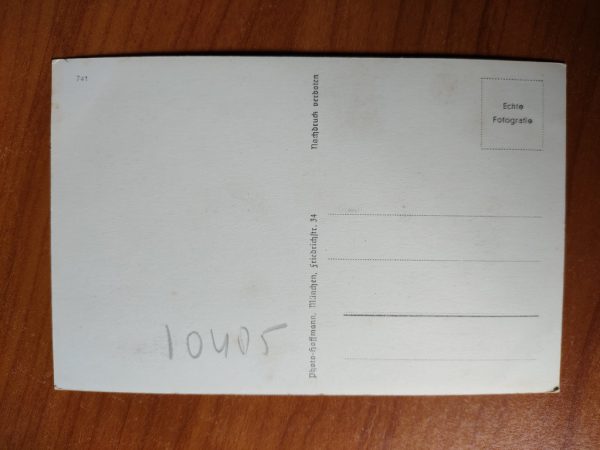 741
Nachdruck verboten
Echte
Fotografie
Photo-Hoffmann, München, Friedrichstr. 34
10405